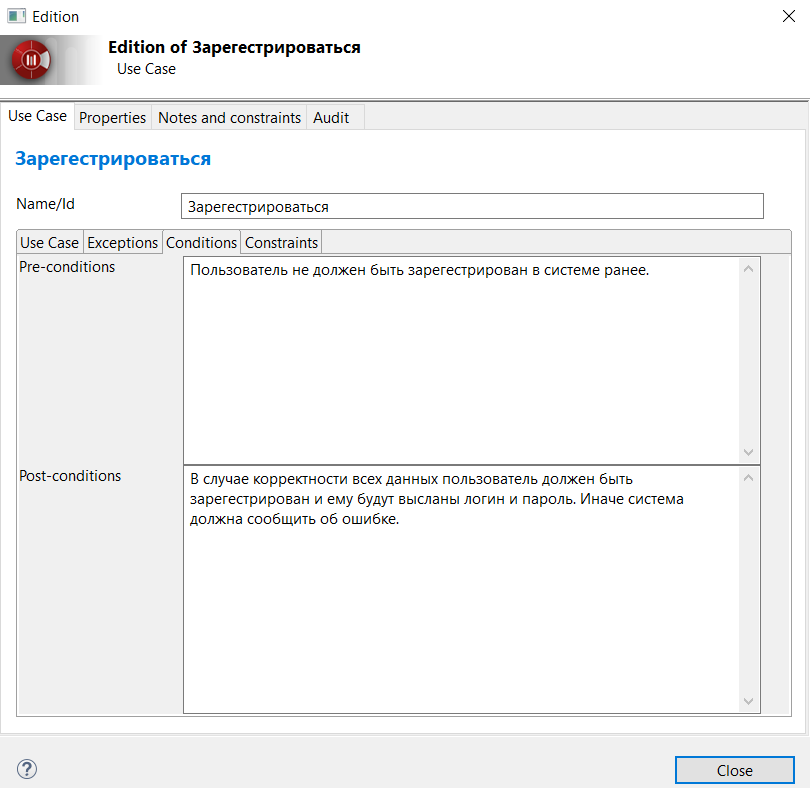 Edition
Edition of Зарегестрироваться
Use Case
Use Case Properties Notes and constraints Audit
Зарегестрироваться
Name/Id Зарегестрироваться
Use Case Exceptions Conditions Constraints
Pre-conditions Пользователь не должен быть зарегестрирован в системе ранее.
Post-conditions В случае корректности всех данных пользователь должен быть
зарегестрирован и ему будут высланы логин и пароль. Иначе система
должна сообщить об ошибке.
? Close